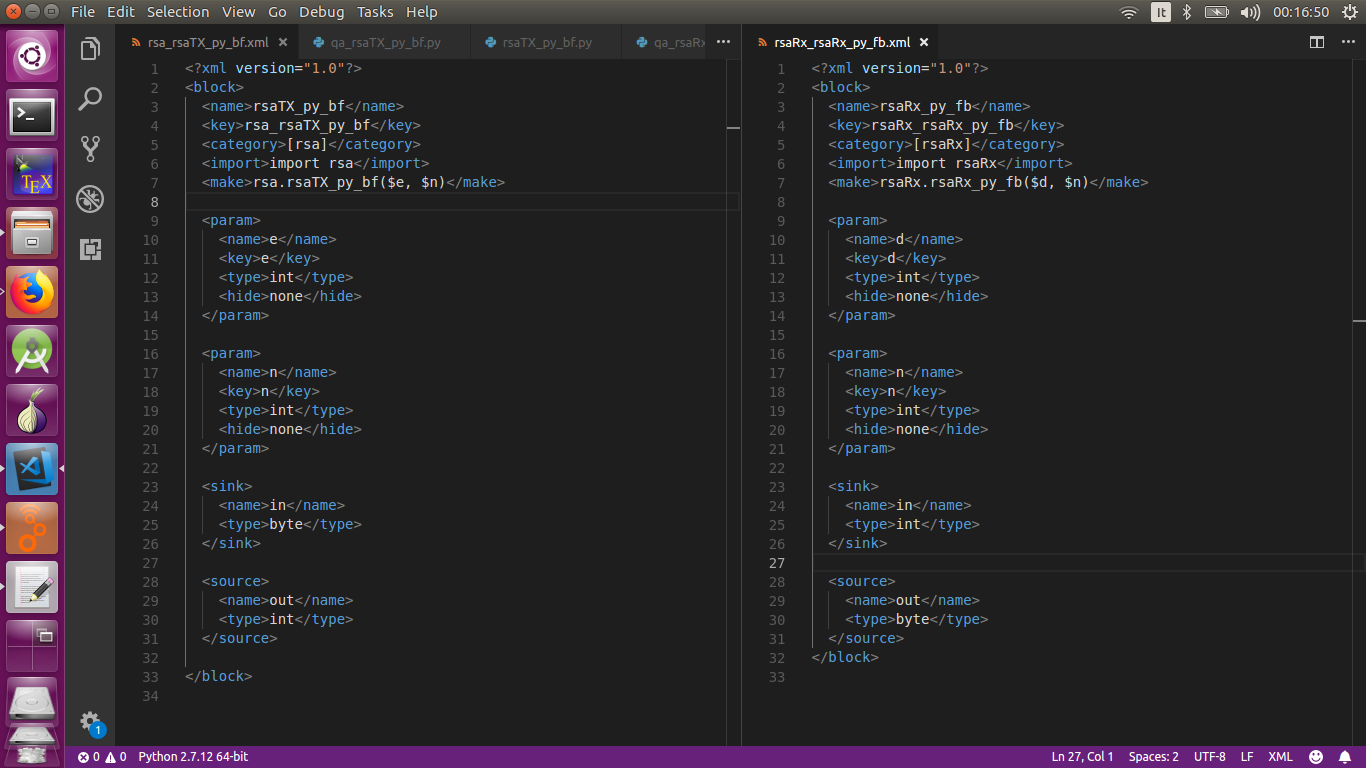 File Edit Selection View Go Debug Tasks Help
It
00:16:50
rsa_rsaTX_py_bf.xml
qa_rsaTX_py_bf.py
rsaTX_py_bf.py
qa_rsaRx
1 <?xml version="1.0"?>
2 <block>
3 <name>rsaTX_py_bf</name>
4 <key>rsa_rsaTX_py_bf</key>
5 <category>[rsa]</category>
6 <import>import rsa</import>
7 <make>rsa.rsaTX_py_bf($e, $n)</make>
8
9 <param>
10 <name>e</name>
11 <key>e</key>
12 <type>int</type>
13 <hide>none</hide>
14 </param>
15
16 <param>
17 <name>n</name>
18 <key>n</key>
19 <type>int</type>
20 <hide>none</hide>
21 </param>
22
23 <sink>
24 <name>in</name>
25 <type>byte</type>
26 </sink>
27
28 <source>
29 <name>out</name>
30 <type>int</type>
31 </source>
32
33 </block>
34
rsaRx_rsaRx_py_fb.xml
1 <?xml version="1.0"?>
2 <block>
3 <name>rsaRx_py_fb</name>
4 <key>rsaRx_rsaRx_py_fb</key>
5 <category>[rsaRx]</category>
6 <import>import rsaRx</import>
7 <make>rsaRx.rsaRx_py_fb($d, $n)</make>
8
9 <param>
10 <name>d</name>
11 <key>d</key>
12 <type>int</type>
13 <hide>none</hide>
14 </param>
15
16 <param>
17 <name>n</name>
18 <key>n</key>
19 <type>int</type>
20 <hide>none</hide>
21 </param>
22
23 <sink>
24 <name>in</name>
25 <type>int</type>
26 </sink>
27
28 <source>
29 <name>out</name>
30 <type>byte</type>
31 </source>
32 </block>
33
TEX
1
0 0 Python 2.7.12 64-bit
Ln 27, Col 1 Spaces: 2 UTF-8 LF XML